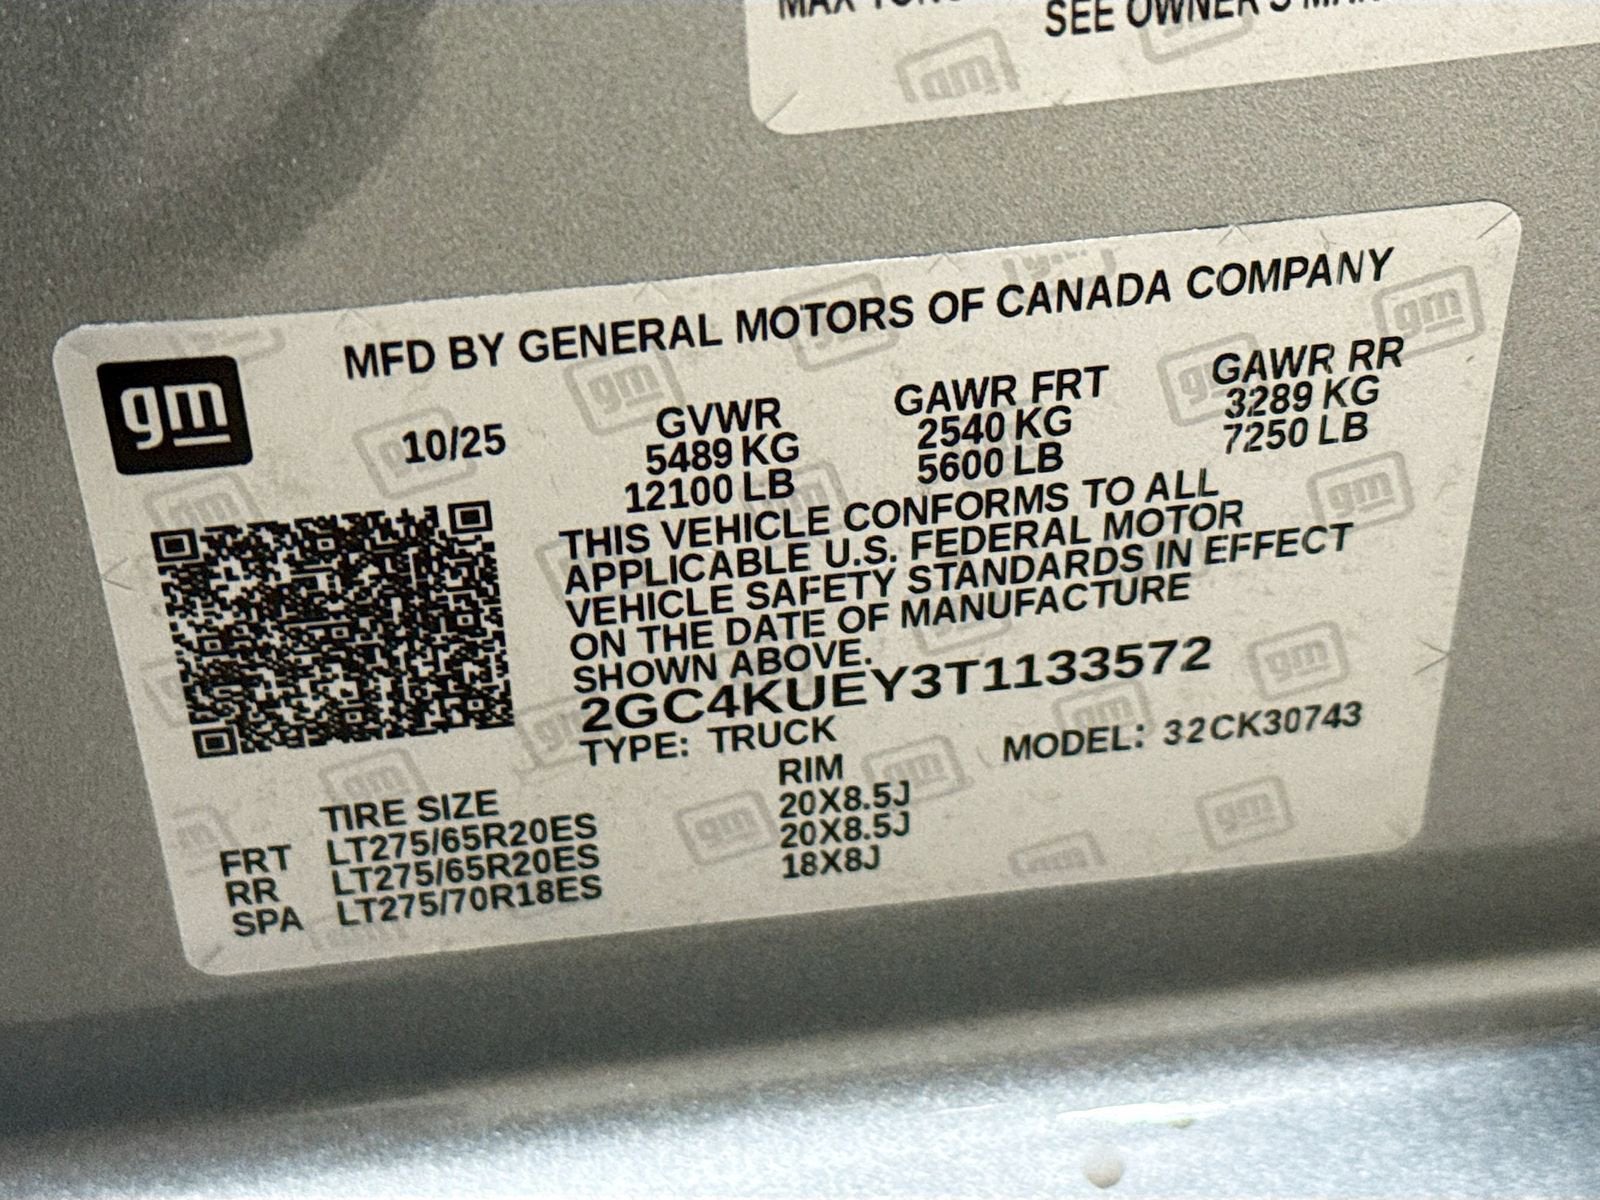 SEE OWNER'S
gm
MFD BY GENERAL MOTORS OF CANADA COMPANY
10/25 GVWR GAWR FRT GAWR RR
5489 KG 2540 KG 3289 KG
12100 LB 5600 LB 7250 LB
THIS VEHICLE CONFORMS TO ALL
APPLICABLE U.S. FEDERAL MOTOR
VEHICLE SAFETY STANDARDS IN EFFECT
ON THE DATE OF MANUFACTURE
SHOWN ABOVE.
2GC4KUEY3T1133572
TYPE: TRUCK MODEL: 32CK30743
TIRE SIZE RIM
FRT LT275/65R20ES 20X8.5J
RR LT275/65R20ES 20X8.5J
SPA LT275/70R18ES 18X8J